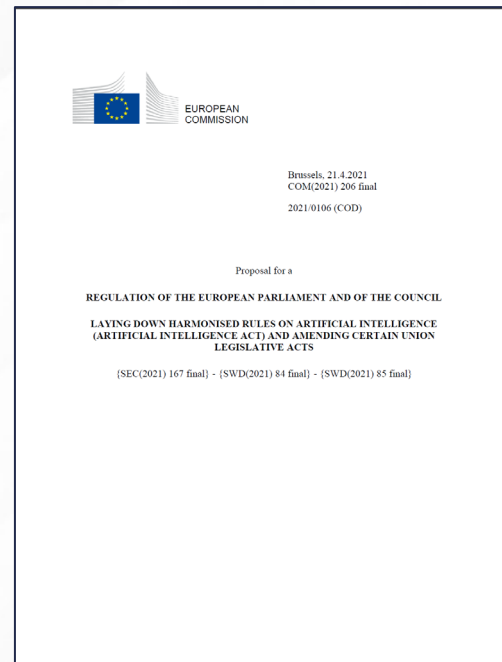 EUROPEAN
COMMISSION
Brussels, 21.4.2021
COM(2021) 206 final
2021/0106 (COD)
Proposal for a
REGULATION OF THE EUROPEAN PARLIAMENT AND OF THE COUNCIL
LAYING DOWN HARMONISED RULES ON ARTIFICIAL INTELLIGENCE
(ARTIFICIAL INTELLIGENCE ACT) AND AMENDING CERTAIN UNION
LEGISLATIVE ACTS
{SEC(2021) 167 final} - {SWD(2021) 84 final} - {SWD(2021) 85 final}